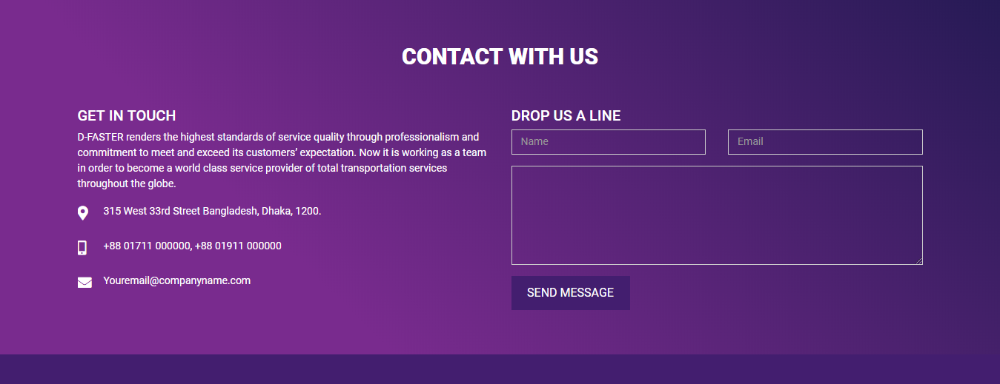 CONTACT WITH US
GET IN TOUCH
D-FASTER renders the highest standards of service quality through professionalism and
commitment to meet and exceed its customers’ expectation. Now it is working as a team
in order to become a world class service provider of total transportation services
throughout the globe.
315 West 33rd Street Bangladesh, Dhaka, 1200.
+88 01711 000000, +88 01911 000000
Youremail@companyname.com
DROP US A LINE
Name
Email
SEND MESSAGE